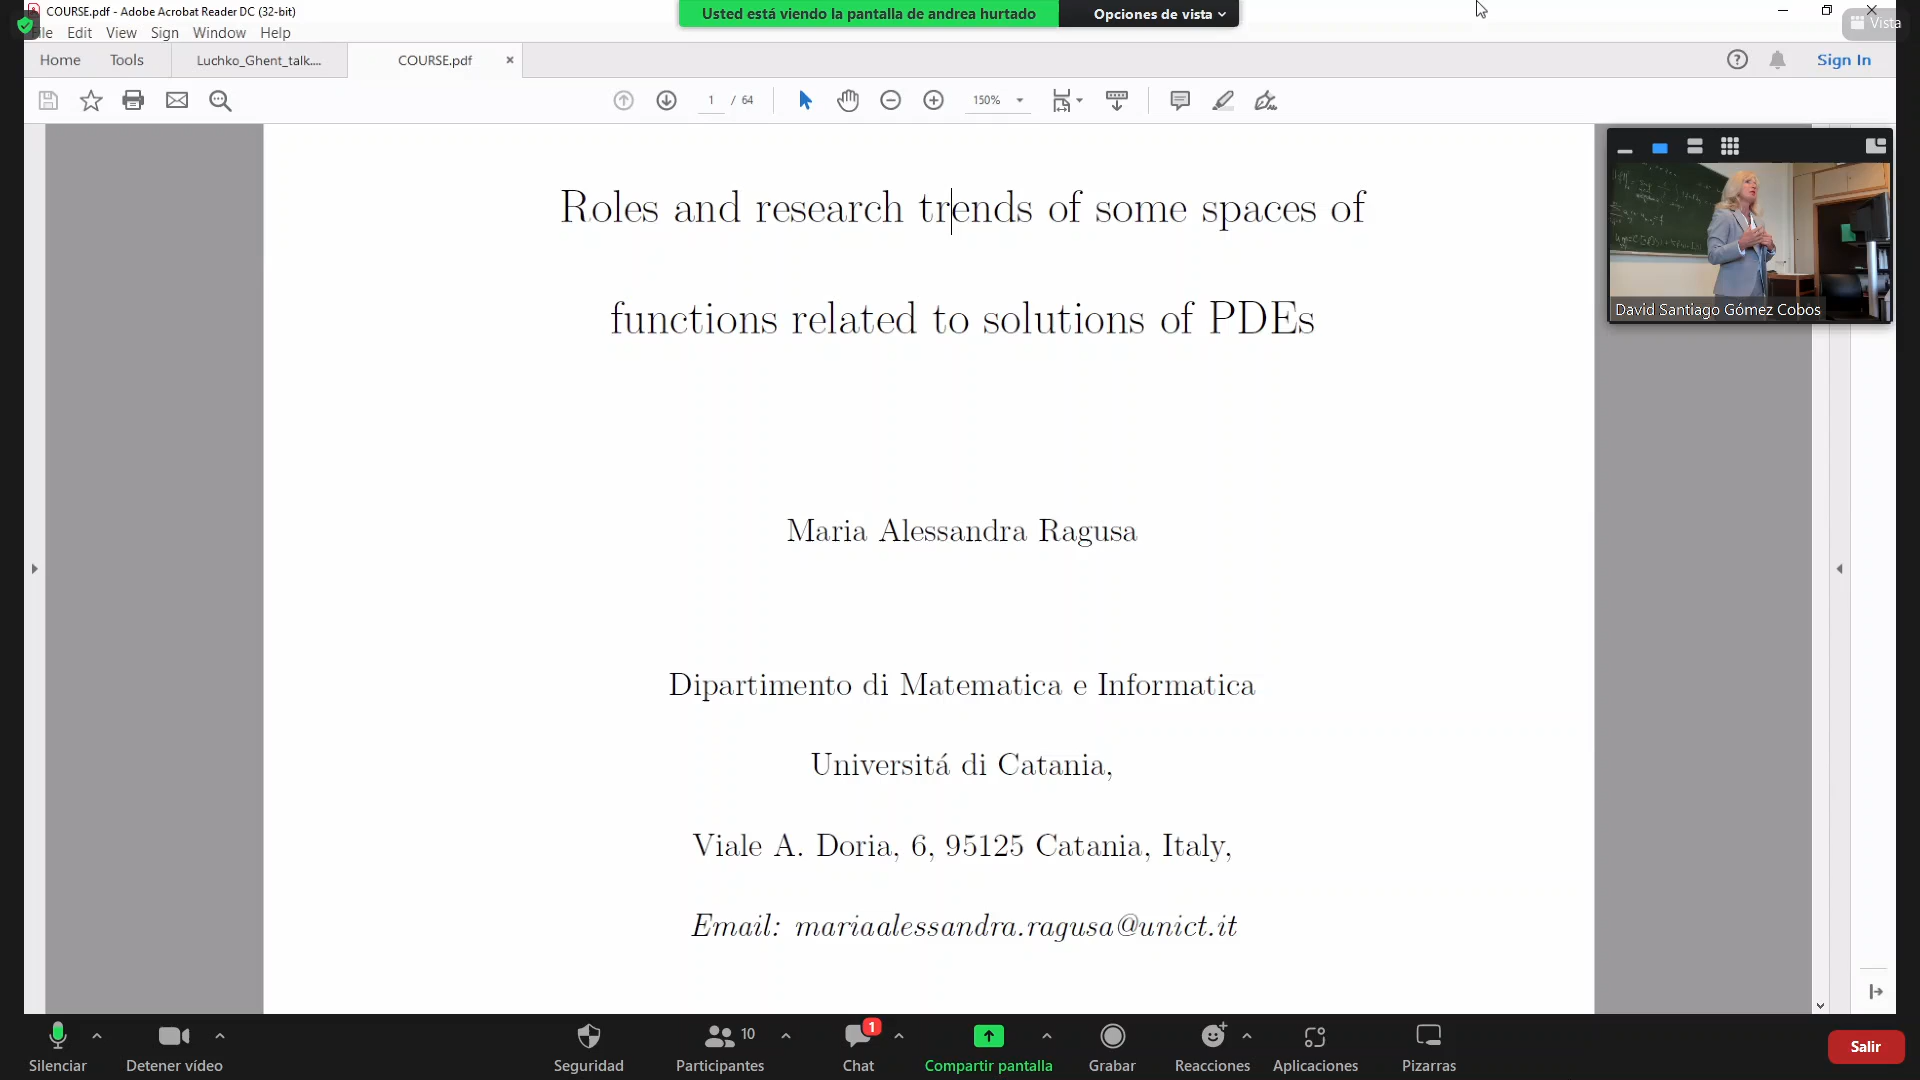 COURSE.pdf - Adobe Acrobat Reader DC (32-bit)
Usted está viendo la pantalla de andrea hurtado
Opciones de vista
Vista
File Edit View Sign Window Help
Home Tools Luchko_Ghent_talk.... COURSE.pdf × Sign In
1 / 64 150%
Roles and research trends of some spaces of
functions related to solutions of PDEs
David Santiago Gómez Cobos
Maria Alessandra Ragusa
Dipartimento di Matematica e Informatica
Universitá di Catania,
Viale A. Doria, 6, 95125 Catania, Italy,
Email: mariaalessandra.ragusa@unict.it
10 1
Silenciar Detener vídeo Seguridad Participantes Chat Compartir pantalla Grabar Reacciones Aplicaciones Pizarras Salir